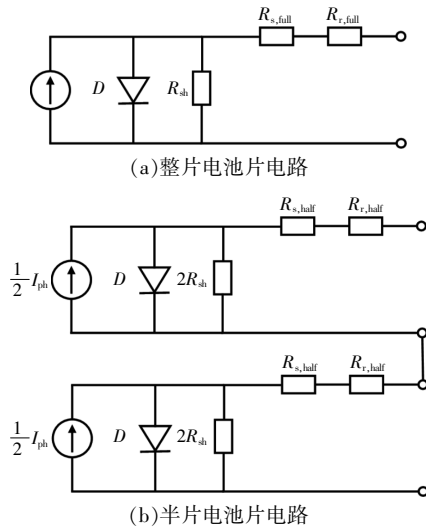 R_s,full R_r,full
D R_sh
(a)整片电池片电路
R_s,half R_r,half
1/2 I_ph D 2R_sh
R_s,half R_r,half
1/2 I_ph D 2R_sh
(b)半片电池片电路